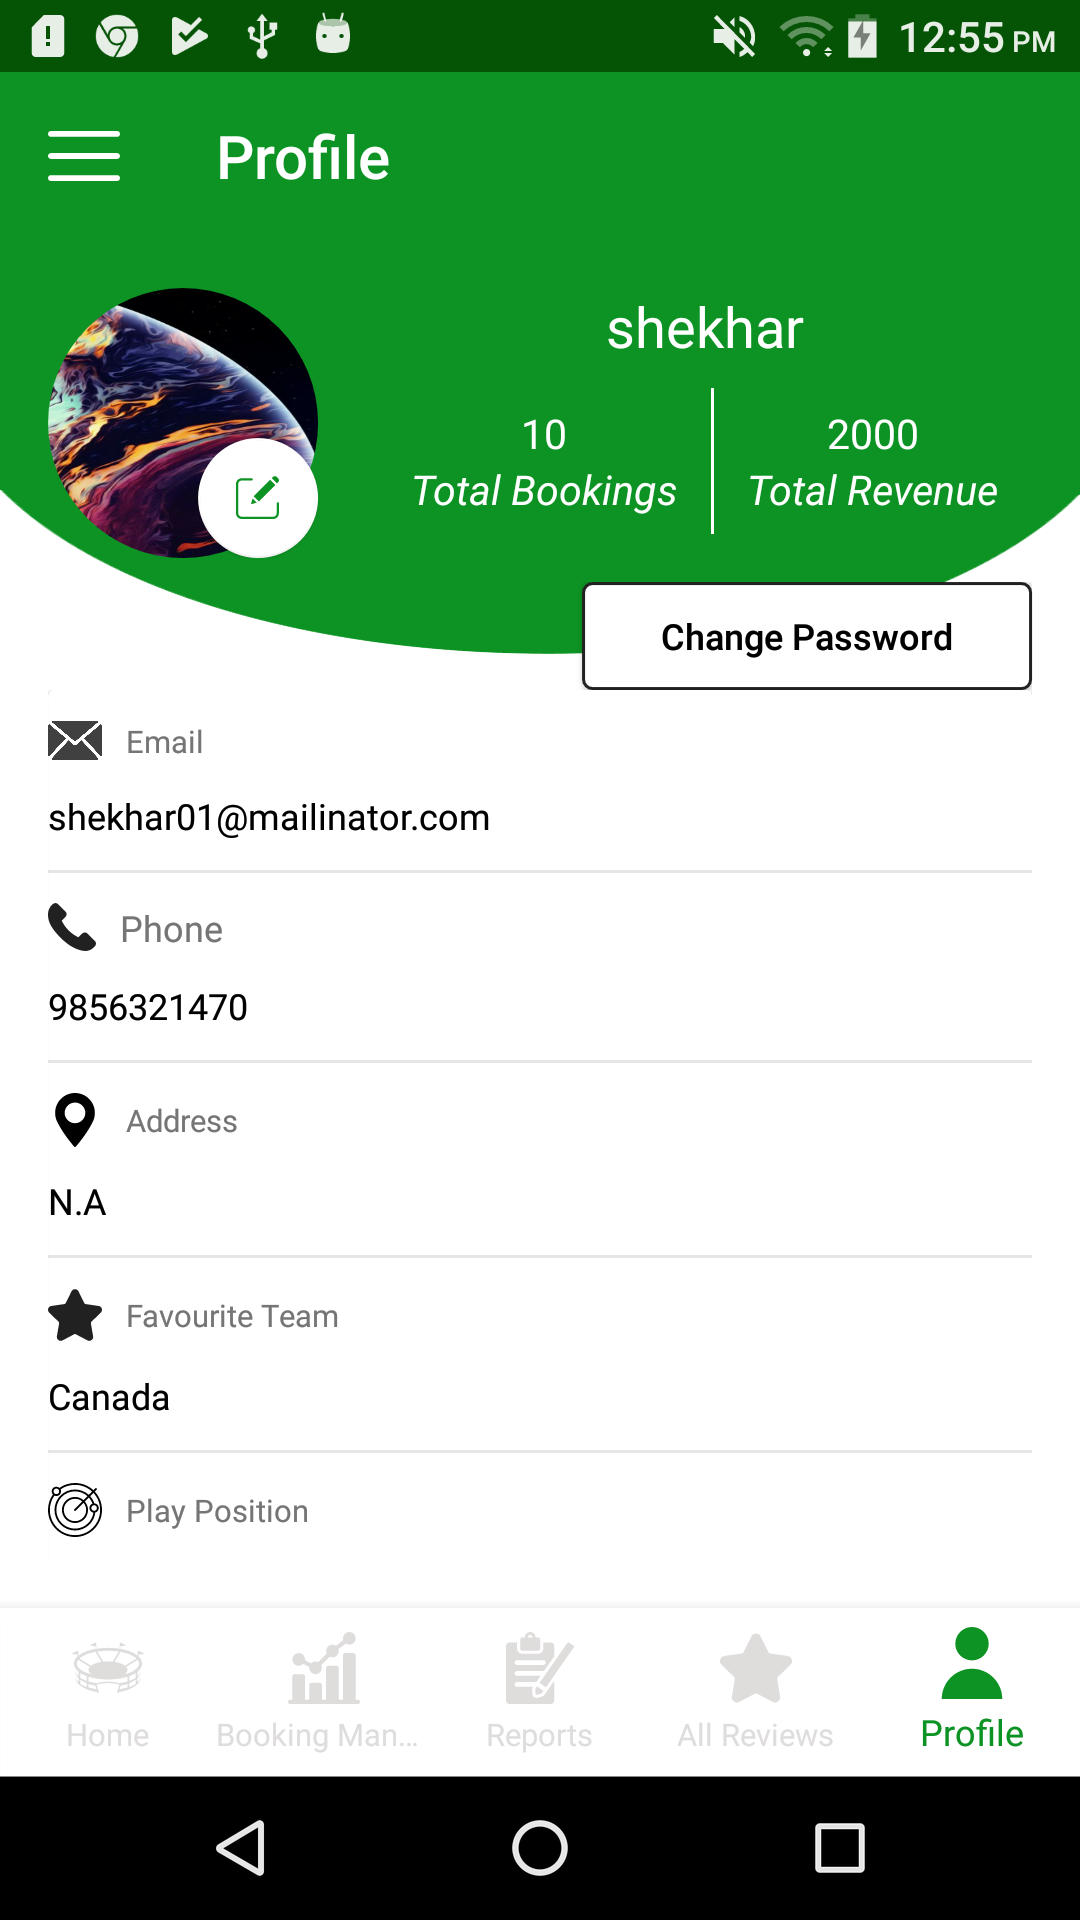 12:55 PM
Profile
shekhar
10
Total Bookings
2000
Total Revenue
Change Password
Email
shekhar01@mailinator.com
Phone
9856321470
Address
N.A
Favourite Team
Canada
Play Position
Home
Booking Man...
Reports
All Reviews
Profile